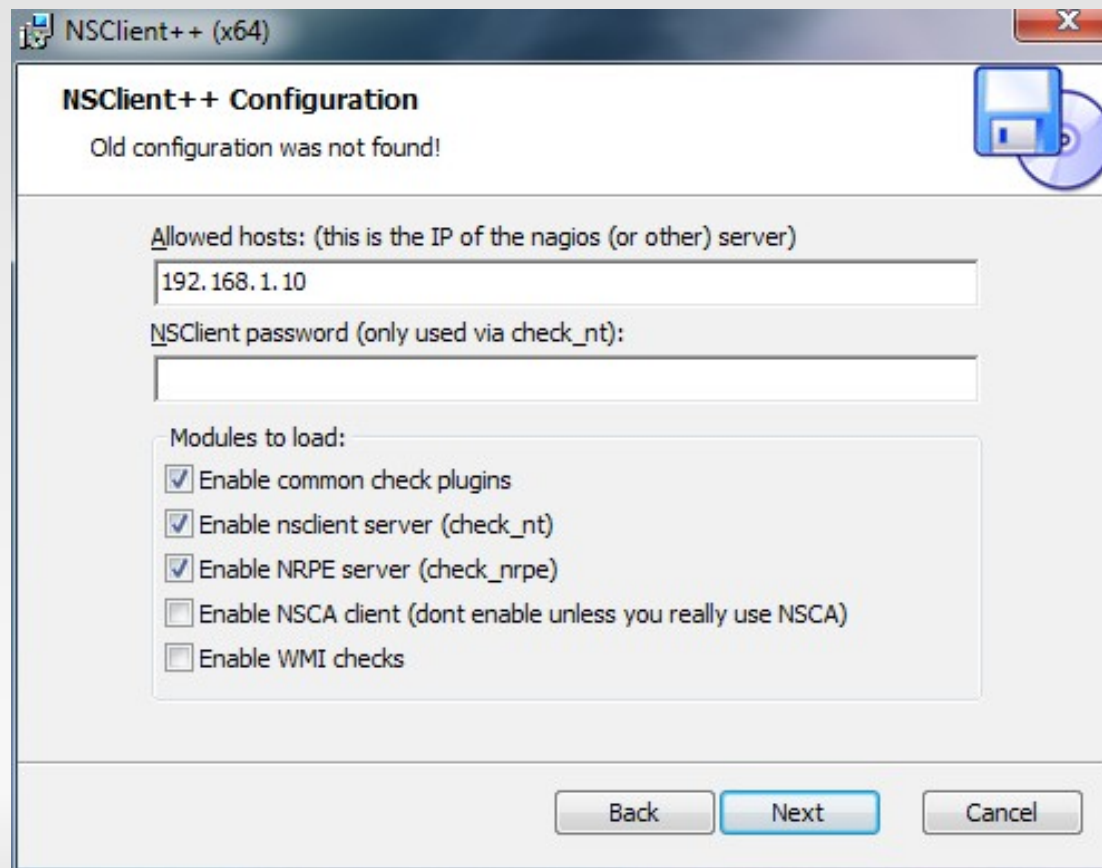 NSClient++ (x64)
NSClient++ Configuration
Old configuration was not found!
Allowed hosts: (this is the IP of the nagios (or other) server)
192.168.1.10
NSClient password (only used via check_nt):
Modules to load:
Enable common check plugins
Enable nsclient server (check_nt)
Enable NRPE server (check_nrpe)
Enable NSCA client (dont enable unless you really use NSCA)
Enable WMI checks
Back Next Cancel